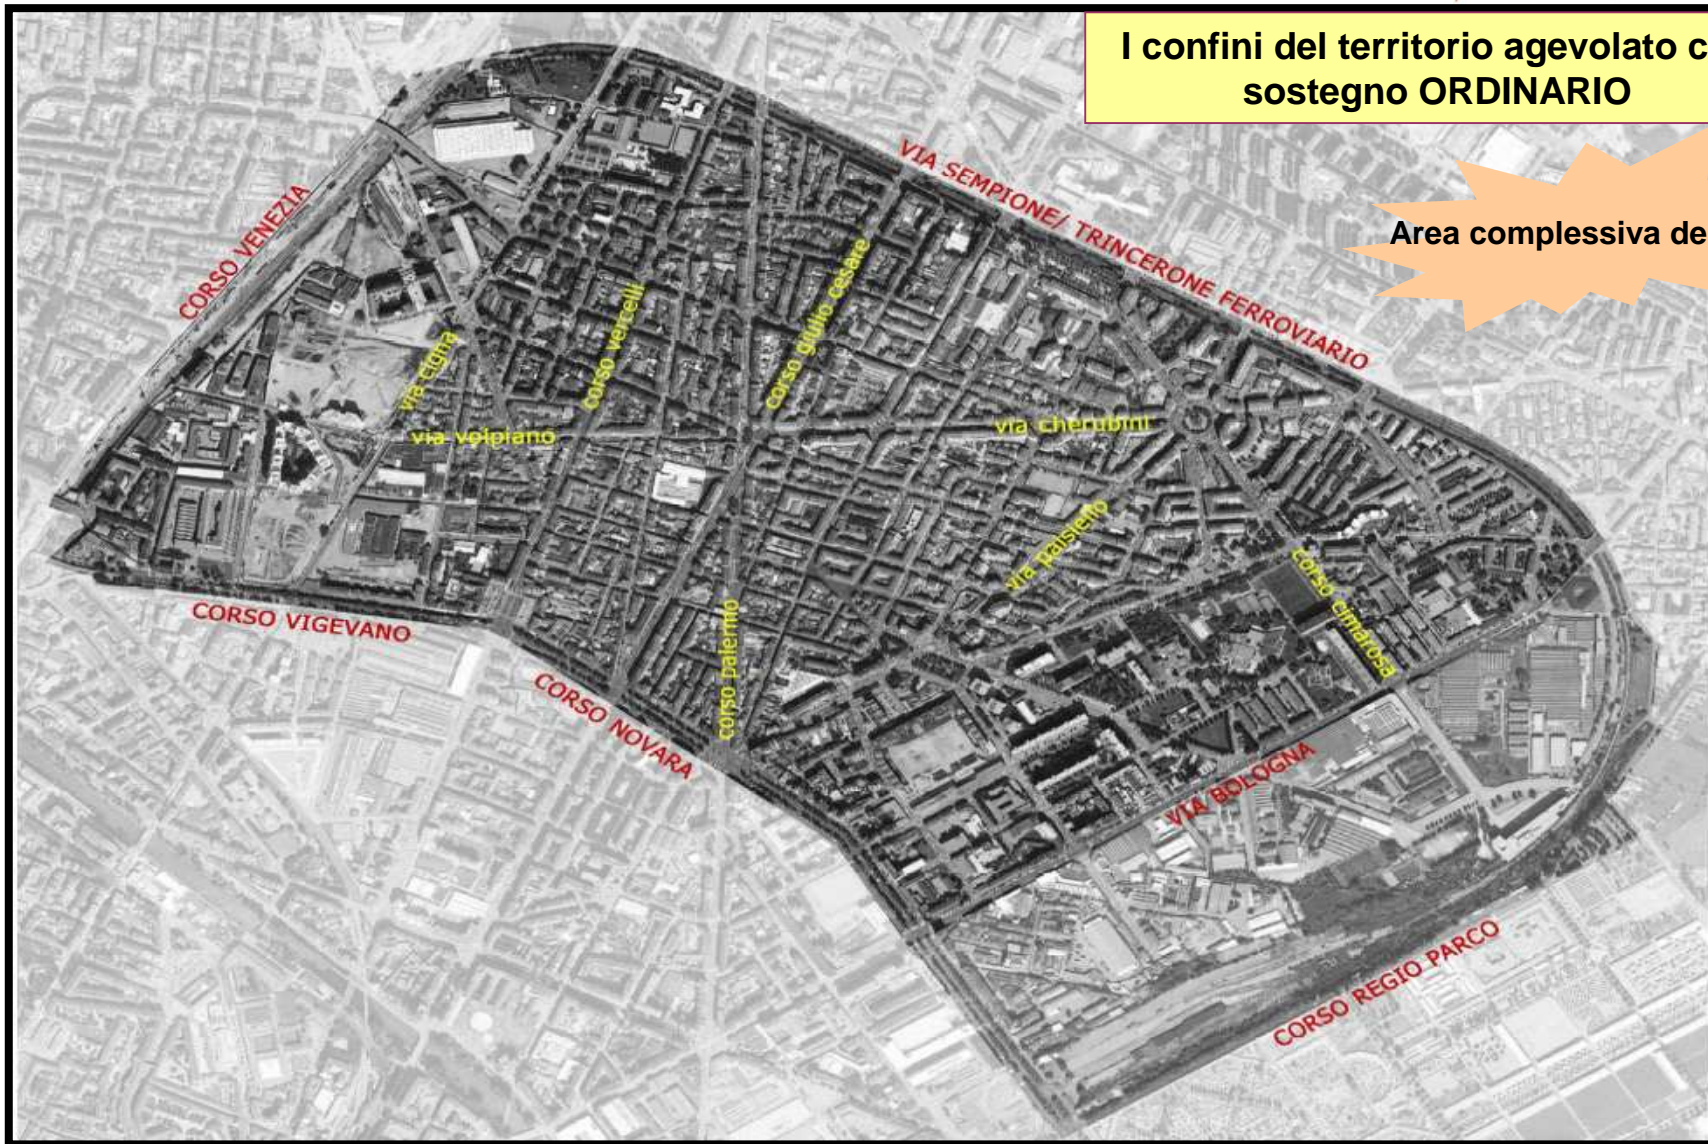 I confini del territorio agevolato c
sostegno ORDINARIO
Area complessiva de
VIA SEMPIONE/ TRINCERONE FERROVIARIO
CORSO VENEZIA
corso giulio cesare
corso vercelli
via cigna
via volpiano
via cherubini
via paisiello
corso cimarosa
CORSO VIGEVANO
corso palermo
CORSO NOVARA
VIA BOLOGNA
CORSO REGIO PARCO